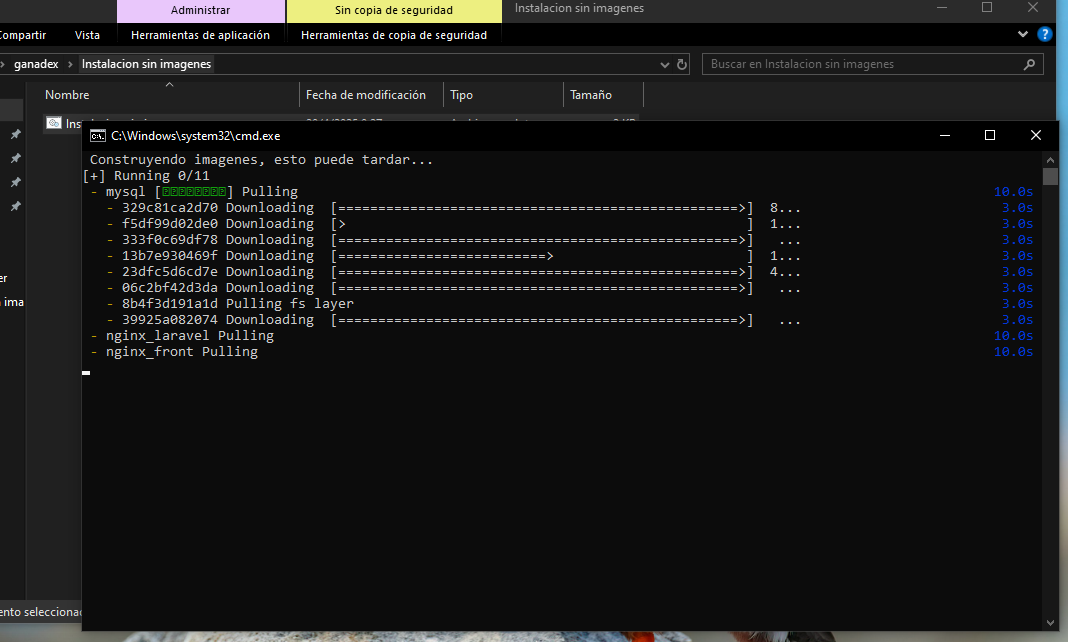 Administrar
Sin copia de seguridad
Instalacion sin imagenes
Compartir Vista Herramientas de aplicación Herramientas de copia de seguridad
ganadex > Instalacion sin imagenes
Buscar en Instalacion sin imagenes
Nombre Fecha de modificación Tipo Tamaño
Ins
C:\Windows\system32\cmd.exe
Construyendo imagenes, esto puede tardar...
[+] Running 0/11
- mysql [] Pulling 10.0s
- 329c81ca2d70 Downloading [==================================================>] 8... 3.0s
- f5df99d02de0 Downloading [> ] 1... 3.0s
- 333f0c69df78 Downloading [==================================================>] ... 3.0s
- 13b7e930469f Downloading [==========================> ] 1... 3.0s
- 23dfc5d6cd7e Downloading [==================================================>] 4... 3.0s
- 06c2bf42d3da Downloading [==================================================>] ... 3.0s
- 8b4f3d191a1d Pulling fs layer 3.0s
- 39925a082074 Downloading [==================================================>] ... 3.0s
- nginx_laravel Pulling 10.0s
- nginx_front Pulling 10.0s
er
ima
ento selecciona